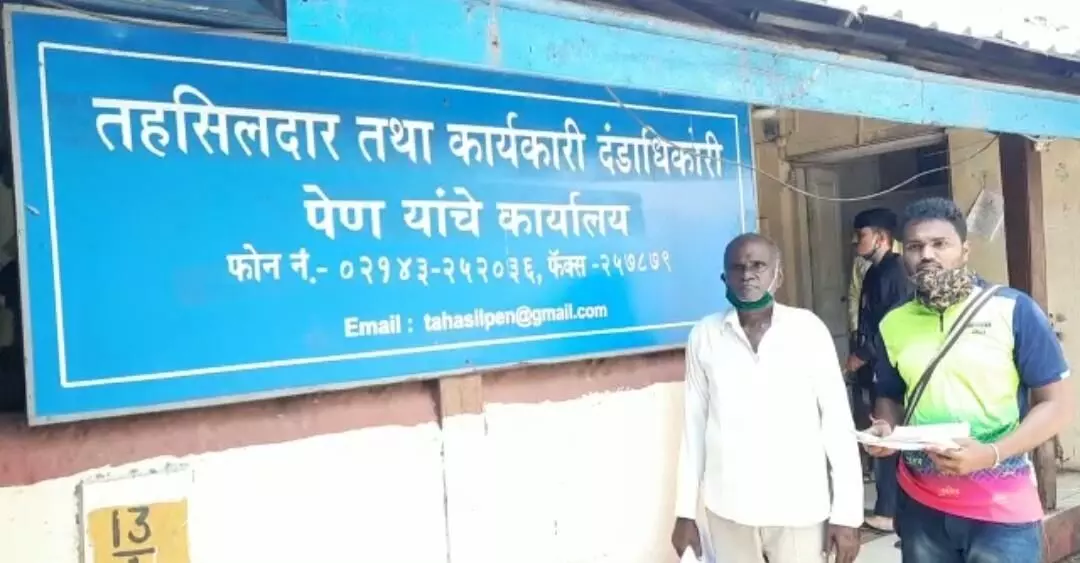 तहसिलदार तथा कार्यकारी दंडाधिकारी
पेण यांचे कार्यालय
फोन नं.- ०२१४३-२५२०३६, फॅक्स -२५७८७९
Email : tahasilpen@gmail.com
13